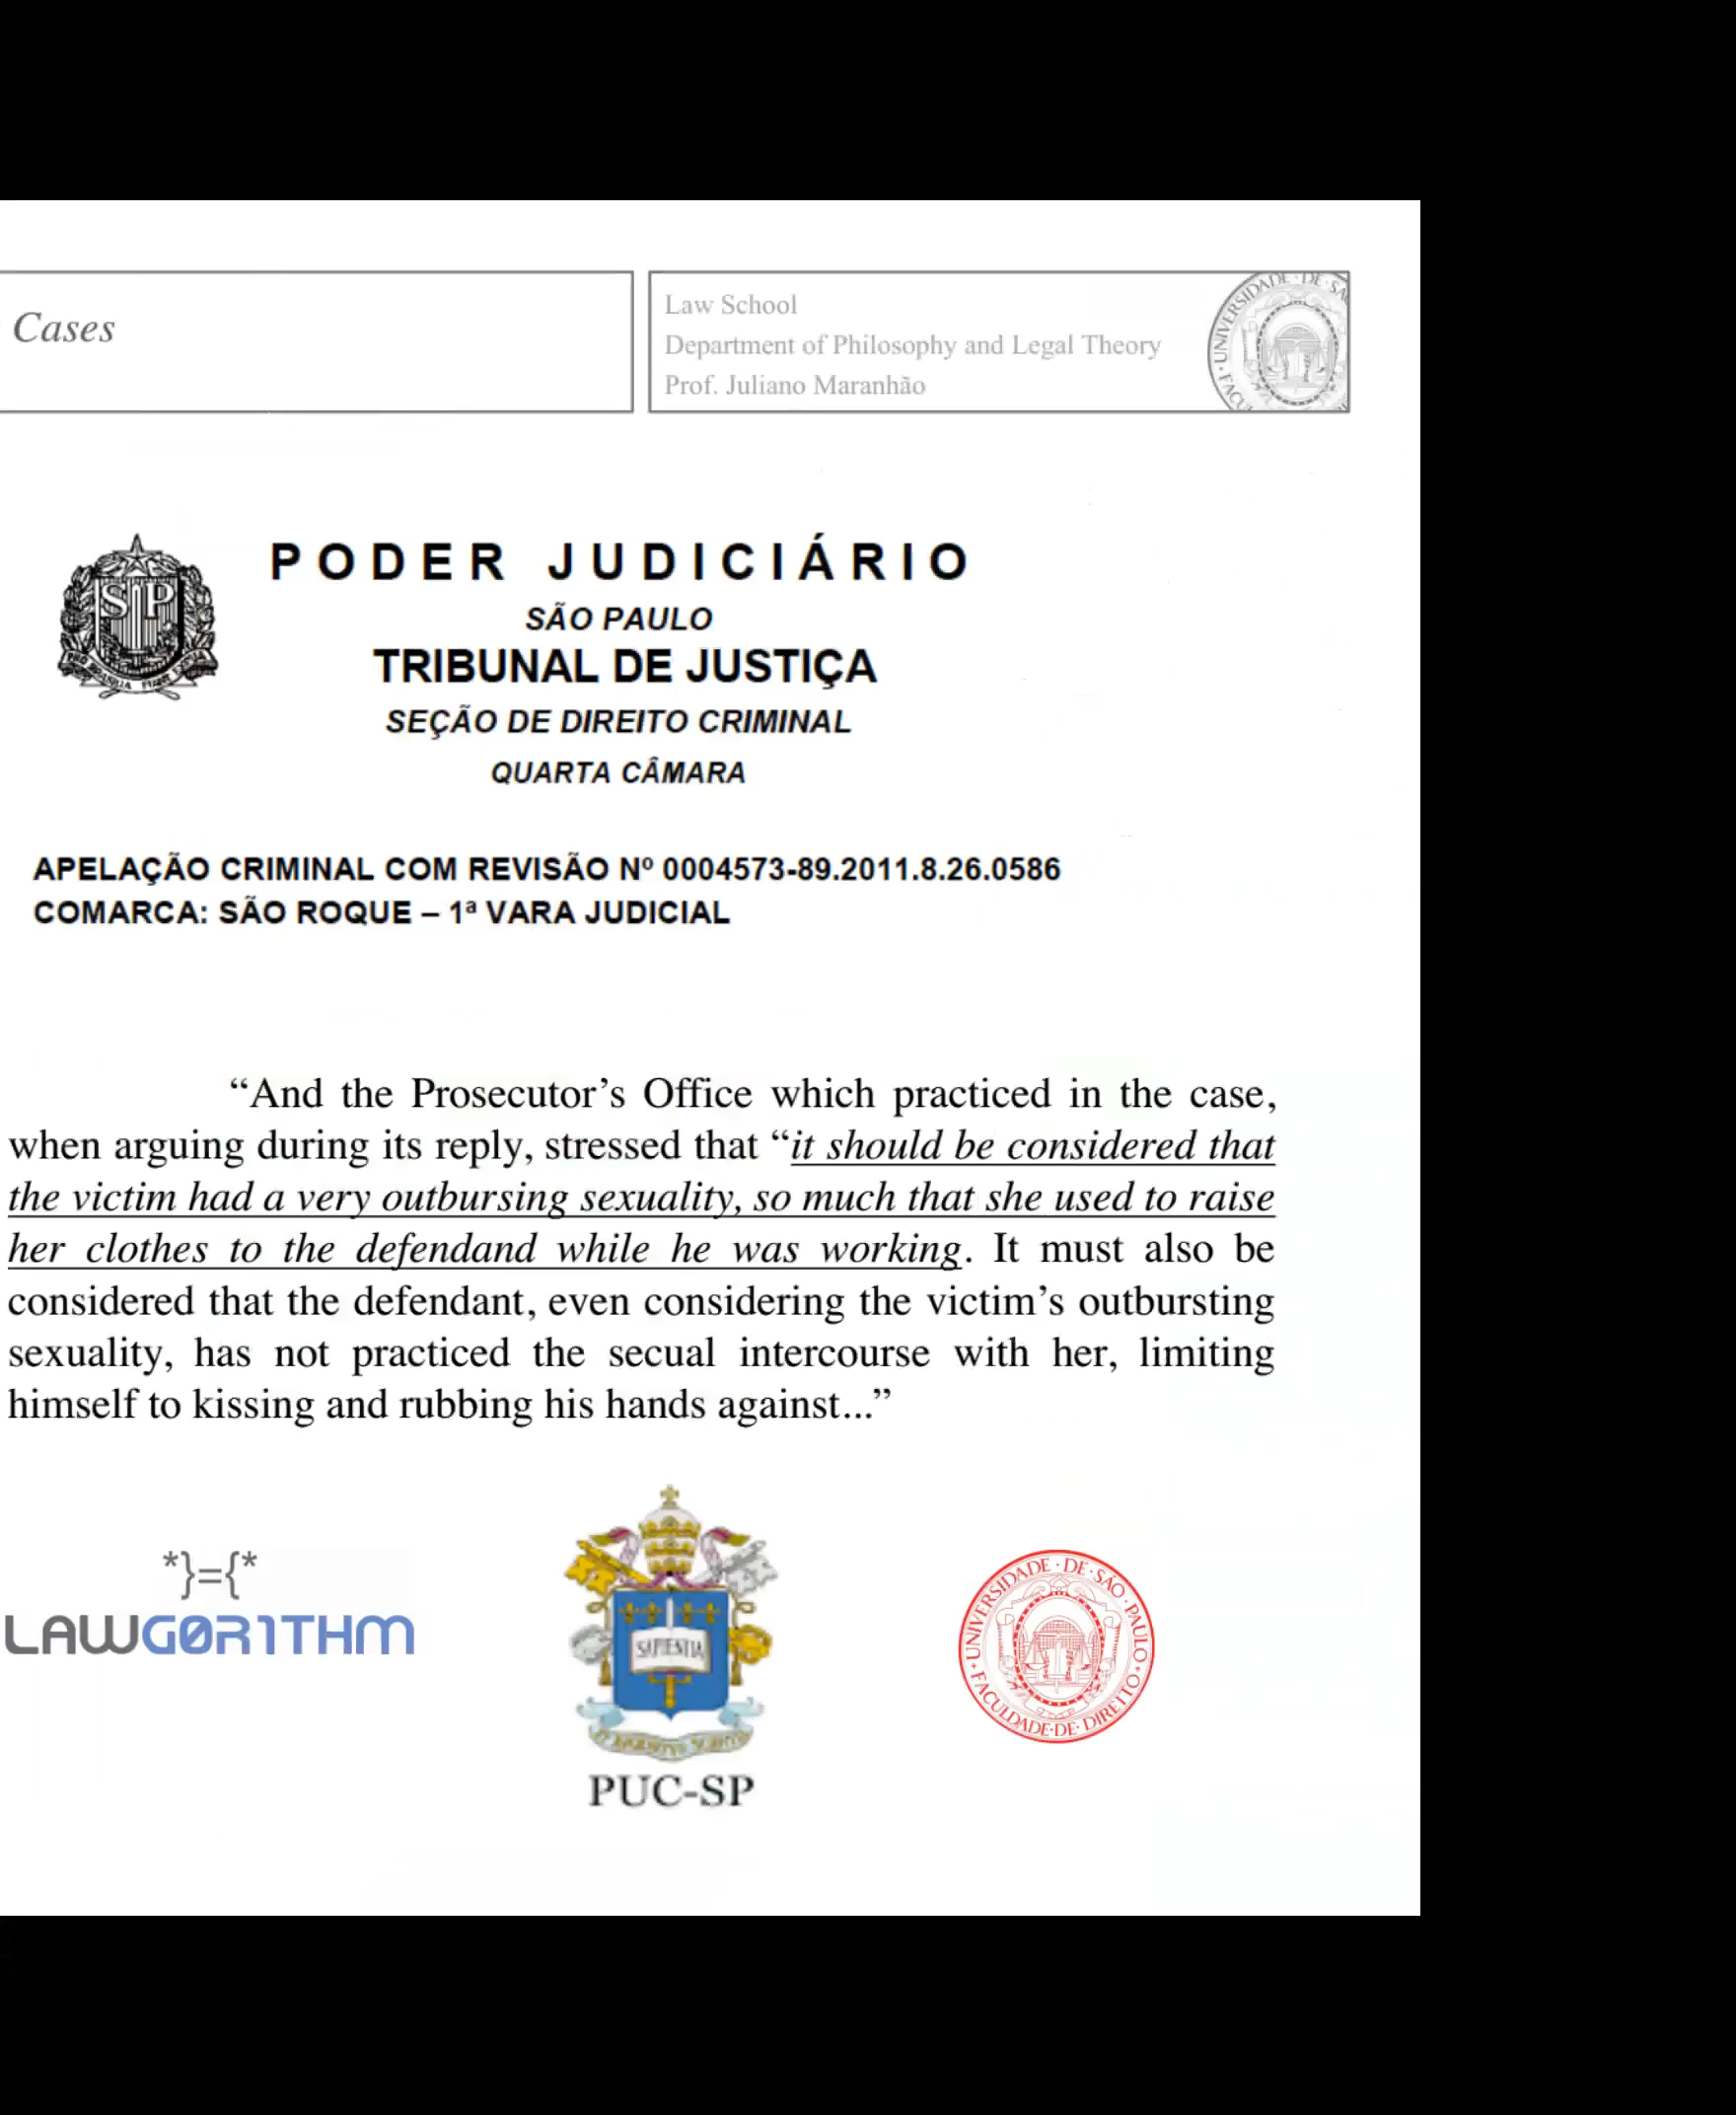 Cases
Law School
Department of Philosophy and Legal Theory
Prof. Juliano Maranhão
UNIVERSIDADE · DE · SA
FACUL
SP
PODER JUDICIÁRIO
SÃO PAULO
TRIBUNAL DE JUSTIÇA
SEÇÃO DE DIREITO CRIMINAL
QUARTA CÂMARA
APELAÇÃO CRIMINAL COM REVISÃO Nº 0004573-89.2011.8.26.0586
COMARCA: SÃO ROQUE – 1ª VARA JUDICIAL
“And the Prosecutor’s Office which practiced in the case,
when arguing during its reply, stressed that “it should be considered that
the victim had a very outbursing sexuality, so much that she used to raise
her clothes to the defendand while he was working. It must also be
considered that the defendant, even considering the victim’s outbursting
sexuality, has not practiced the secual intercourse with her, limiting
himself to kissing and rubbing his hands against...”
*}={*
LAWGØR1THM
SAPIENTIA
PUC-SP
UNIVERSIDADE · DE · SÃO · PAULO
FACULDADE · DE · DIREITO